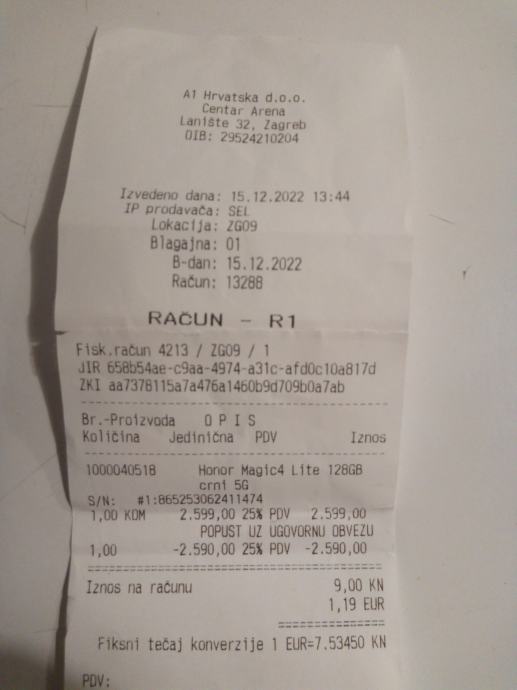 A1 Hrvatska d.o.o.
Centar Arena
Lanište 32, Zagreb
OIB: 29524210204
Izvedeno dana: 15.12.2022 13:44
IP prodavača: SEL
Lokacija: ZG09
Blagajna: 01
B-dan: 15.12.2022
Račun: 13288
RAČUN - R1
Fisk.račun 4213 / ZG09 / 1
JIR 658b54ae-c9aa-4974-a31c-afd0c10a817d
ZKI aa7378115a7a476a1460b9d709b0a7ab
Br.-Proizvoda O P I S
Količina Jedinična PDV Iznos
1000040518 Honor Magic4 Lite 128GB
crni 5G
S/N: #1:865253062411474
1,00 KOM 2.599,00 25% PDV 2.599,00
POPUST UZ UGOVORNU OBVEZU
1,00 -2.590,00 25% PDV -2.590,00
Iznos na računu 9,00 KN
1,19 EUR
Fiksni tečaj konverzije 1 EUR=7.53450 KN
PDV: